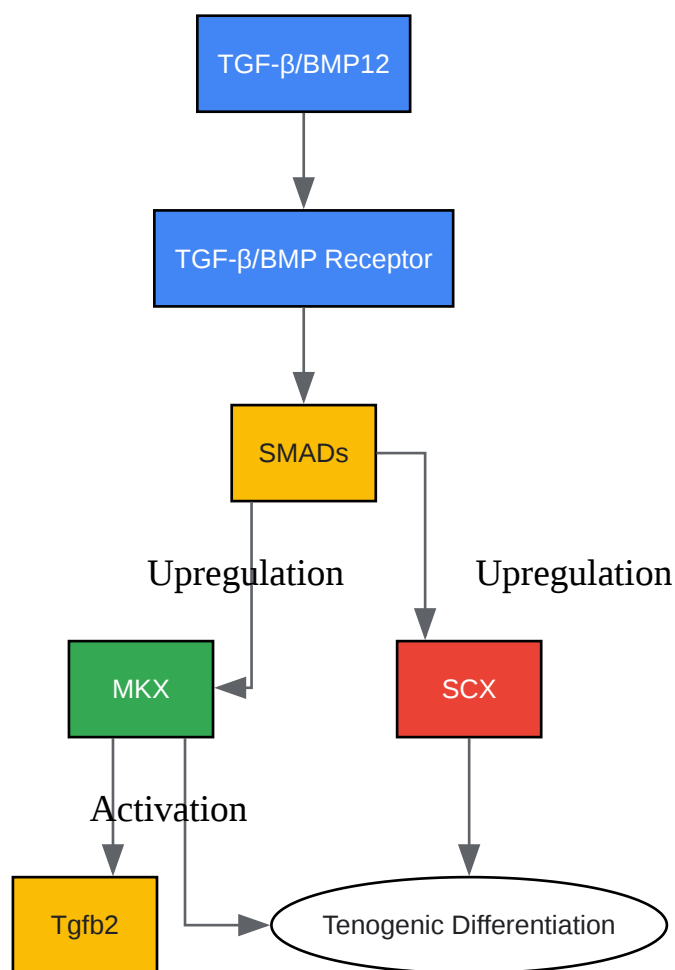 TGF-β/BMP12
TGF-β/BMP Receptor
SMADs
Upregulation
Upregulation
MKX
SCX
Activation
Tgfb2
Tenogenic Differentiation